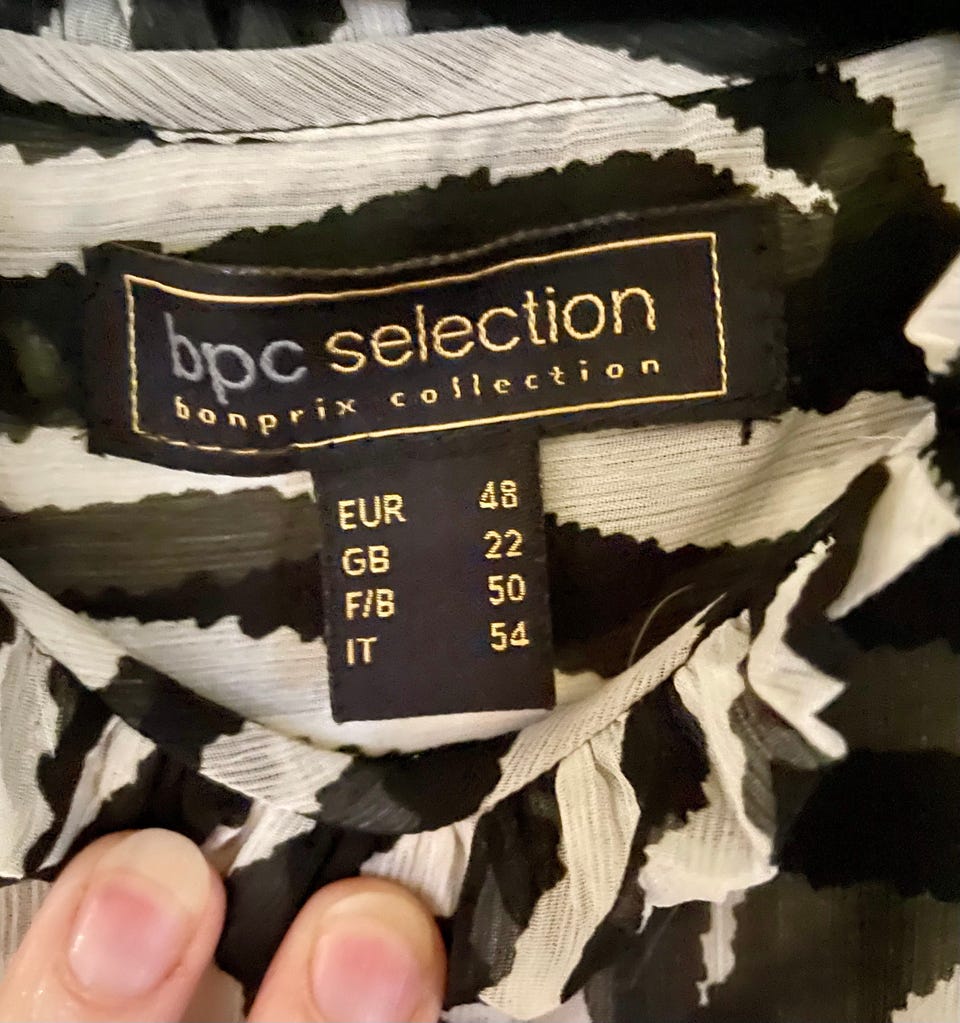 bpc selection
bonprix collection
EUR 48
GB 22
F/B 50
IT 54